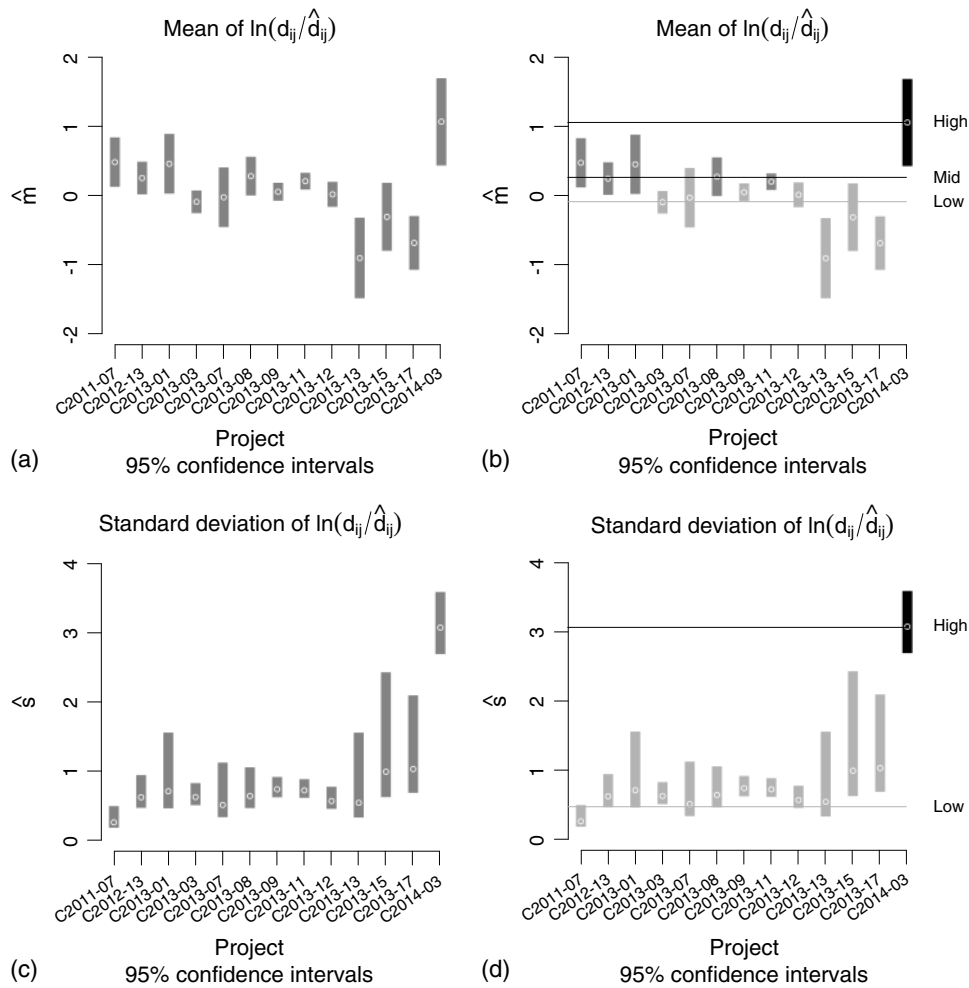 Mean of ln(d_ij/d̂_ij)
2
1
0
-1
-2
m̂
C2011-07
C2012-13
C2013-01
C2013-03
C2013-07
C2013-08
C2013-09
C2013-11
C2013-12
C2013-13
C2013-15
C2013-17
C2014-03
Project
(a) 95% confidence intervals
Mean of ln(d_ij/d̂_ij)
2
1
0
-1
-2
m̂
High
Mid
Low
C2011-07
C2012-13
C2013-01
C2013-03
C2013-07
C2013-08
C2013-09
C2013-11
C2013-12
C2013-13
C2013-15
C2013-17
C2014-03
Project
(b) 95% confidence intervals
Standard deviation of ln(d_ij/d̂_ij)
4
3
2
1
0
ŝ
C2011-07
C2012-13
C2013-01
C2013-03
C2013-07
C2013-08
C2013-09
C2013-11
C2013-12
C2013-13
C2013-15
C2013-17
C2014-03
Project
(c) 95% confidence intervals
Standard deviation of ln(d_ij/d̂_ij)
4
3
2
1
0
ŝ
High
Low
C2011-07
C2012-13
C2013-01
C2013-03
C2013-07
C2013-08
C2013-09
C2013-11
C2013-12
C2013-13
C2013-15
C2013-17
C2014-03
Project
(d) 95% confidence intervals